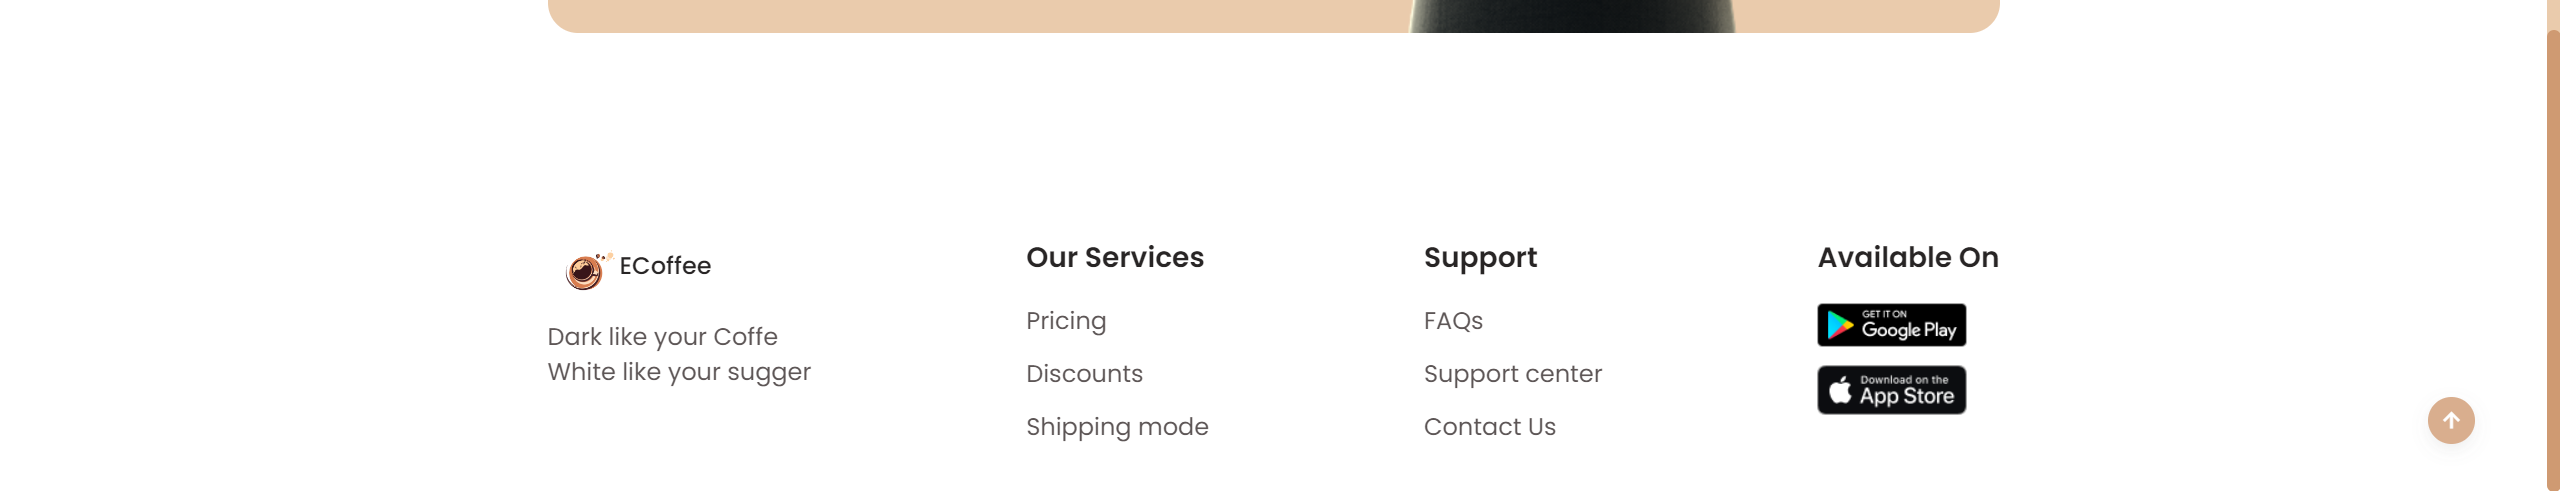 ECoffee
Dark like your Coffe
White like your sugger
Our Services
Pricing
Discounts
Shipping mode
Support
FAQs
Support center
Contact Us
Available On
GET IT ON
Google Play
Download on the
App Store